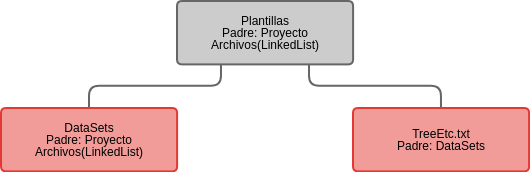 Plantillas
Padre: Proyecto
Archivos(LinkedList)
DataSets
Padre: Proyecto
Archivos(LinkedList)
TreeEtc.txt
Padre: DataSets